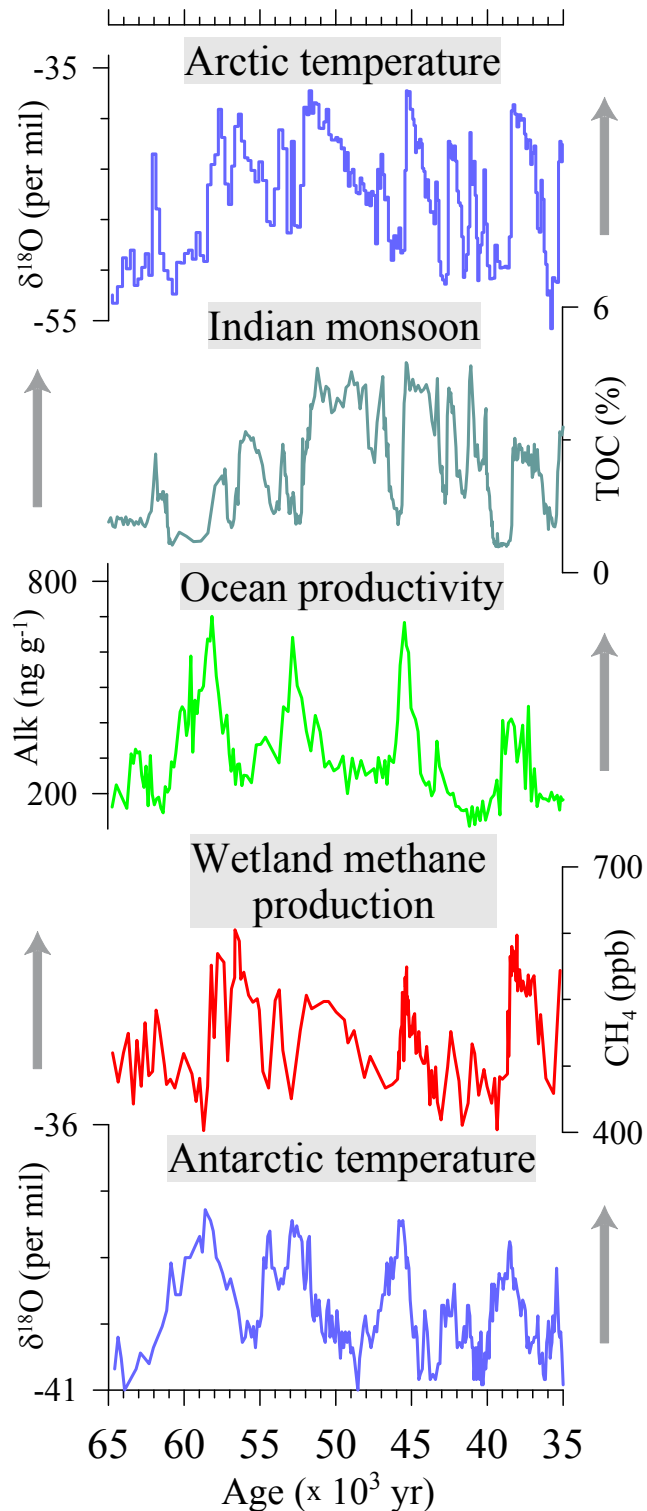 Arctic temperature
-35
δ¹⁸O (per mil)
-55
Indian monsoon
6
TOC (%)
0
Ocean productivity
800
Alk (ng g⁻¹)
200
Wetland methane
production
700
CH₄ (ppb)
400
Antarctic temperature
-36
δ¹⁸O (per mil)
-41
65 60 55 50 45 40 35
Age (x 10³ yr)